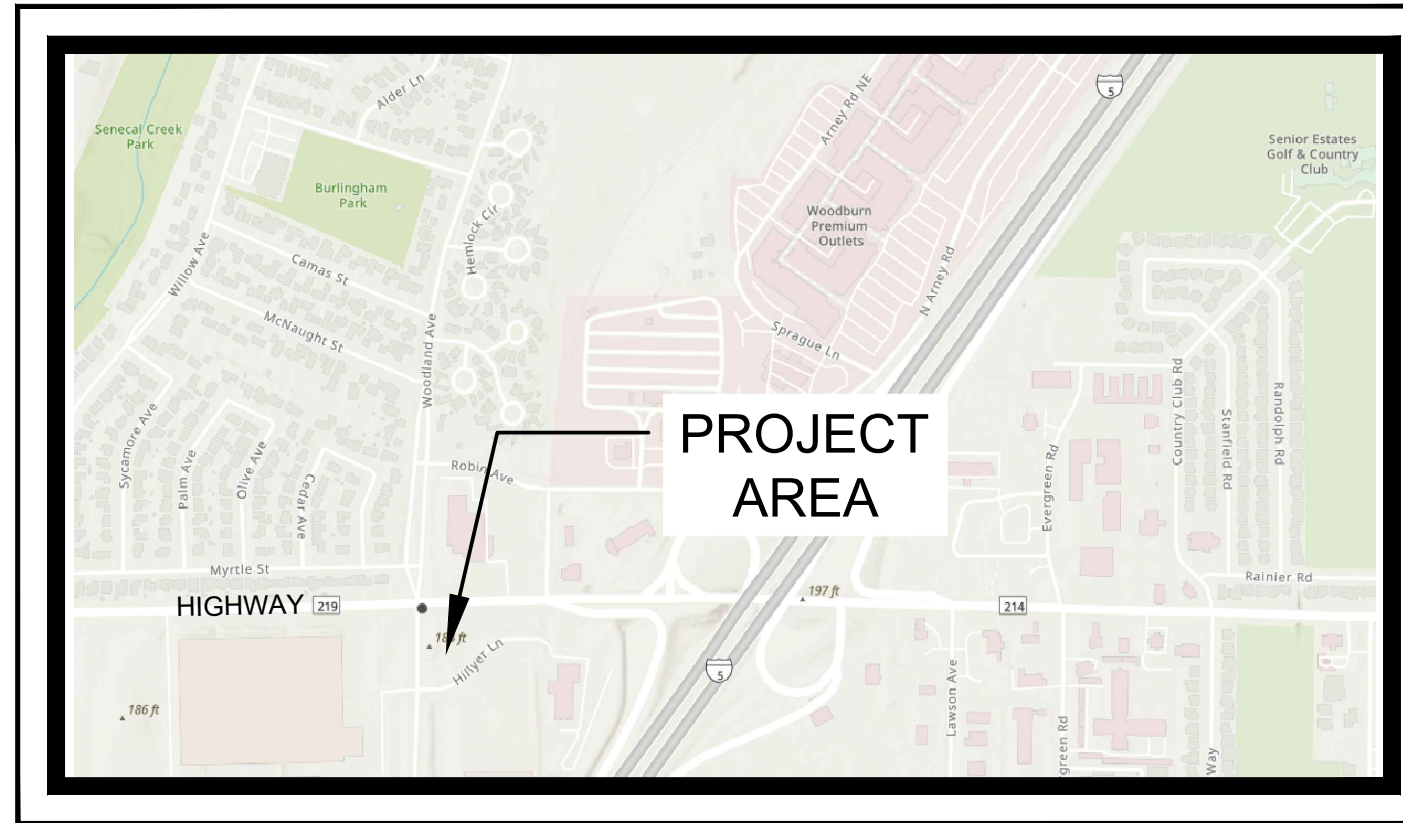 Alder Ln
Arney Rd NE
5
Senecal Creek
Park
Senior Estates
Golf & Country
Club
Burlingham
Park
Woodburn
Premium
Outlets
Hemlock Cir
Willow Ave
Camas St
N Arney Rd
McNaught St
Sprague Ln
Woodland Ave
Country Club Rd
Stanfield Rd
Randolph Rd
PROJECT
AREA
Sycamore Ave
Palm Ave
Olive Ave
Cedar Ave
Robin Ave
Evergreen Rd
Myrtle St
Rainier Rd
HIGHWAY 219
197 ft
214
Hillyer Ln
5
Lawson Ave
186 ft
green Rd
Way